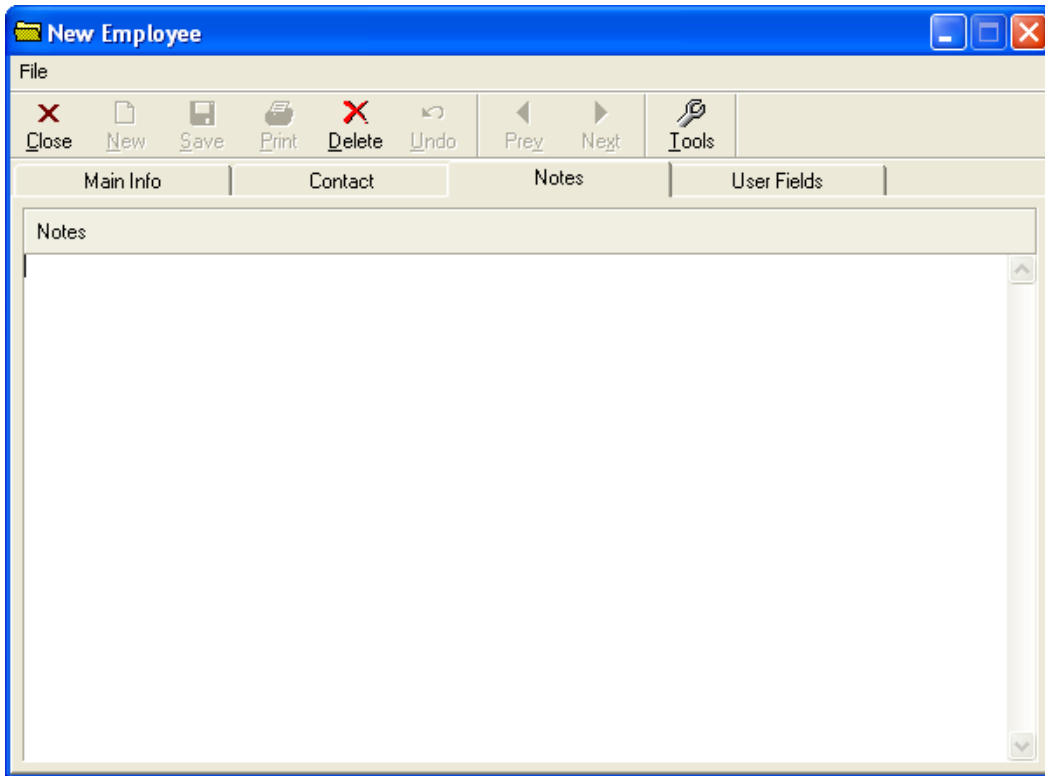 New Employee
File
Close New Save Print Delete Undo Prev Next Tools
Main Info Contact Notes User Fields
Notes